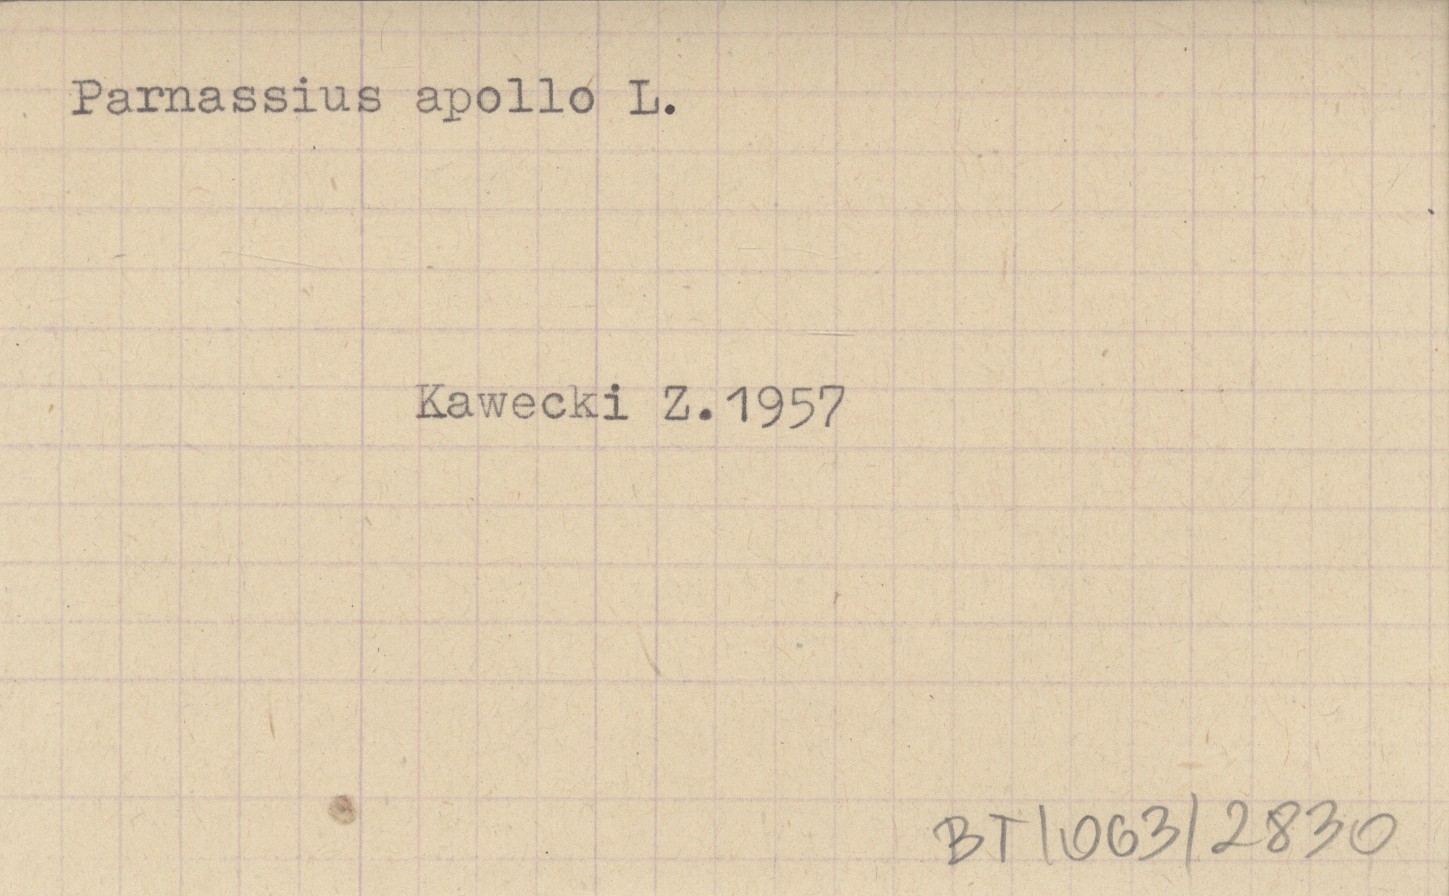 Parnassius apollo L.
Kawecki Z.1957
BT/063/2830